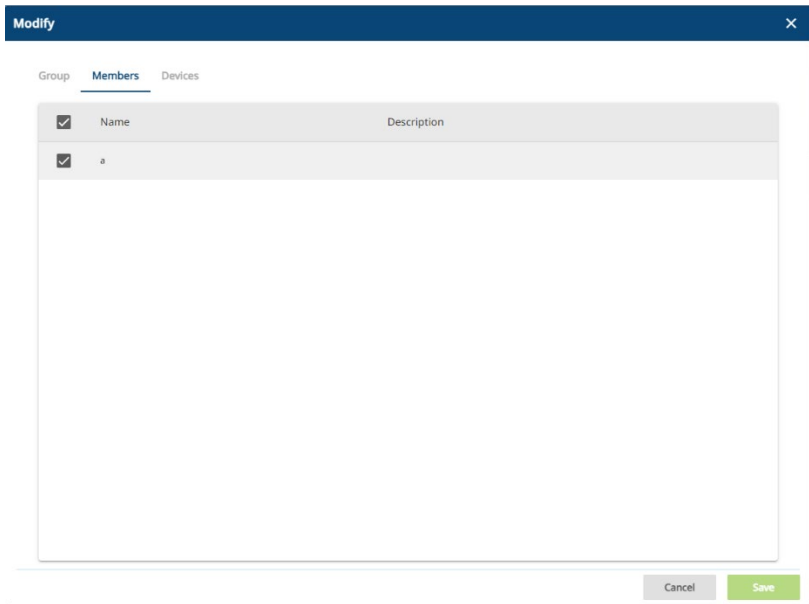 Modify
Group Members Devices
Name Description
a
Cancel Save